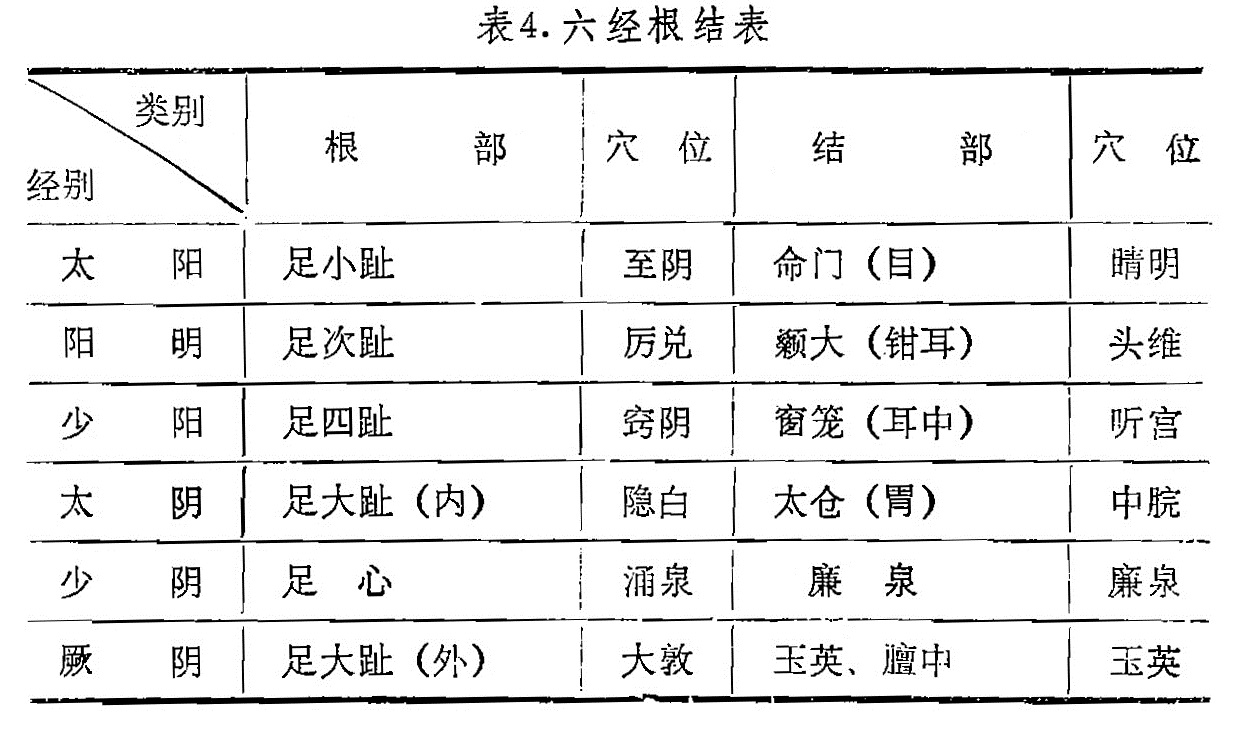 表4.六经根结表
类别 经别 根部 穴位 结部 穴位
太阳 足小趾 至阴 命门（目） 睛明
阳明 足次趾 厉兑 颡大（钳耳） 头维
少阳 足四趾 窍阴 窗笼（耳中） 听宫
太阴 足大趾（内） 隐白 太仓（胃） 中脘
少阴 足心 涌泉 廉泉 廉泉
厥阴 足大趾（外） 大敦 玉英、膻中 玉英